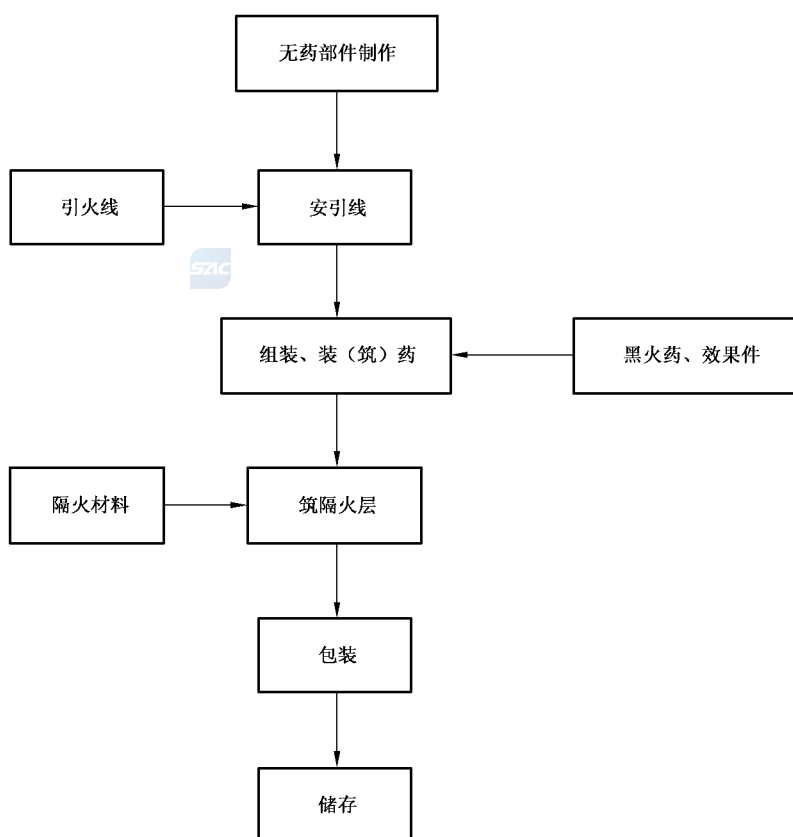 无药部件制作
引火线
安引线
SAC
组装、装（筑）药
黑火药、效果件
隔火材料
筑隔火层
包装
储存